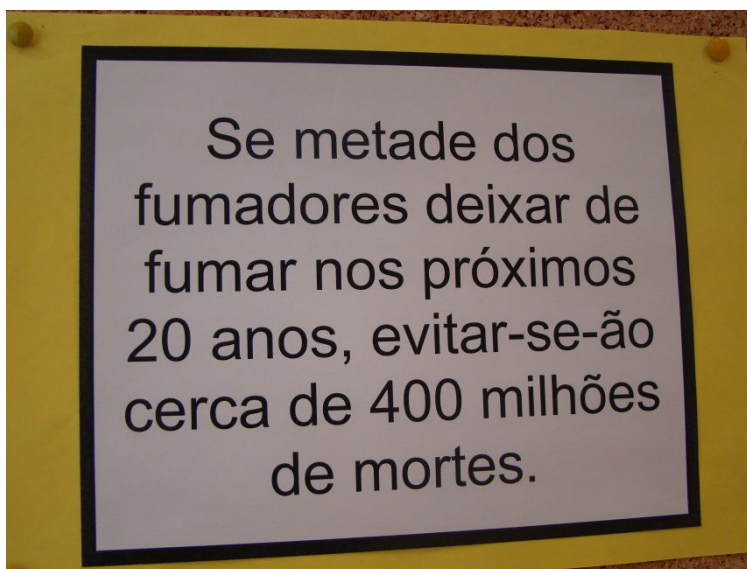 Se metade dos
fumadores deixar de
fumar nos próximos
20 anos, evitar-se-ão
cerca de 400 milhões
de mortes.